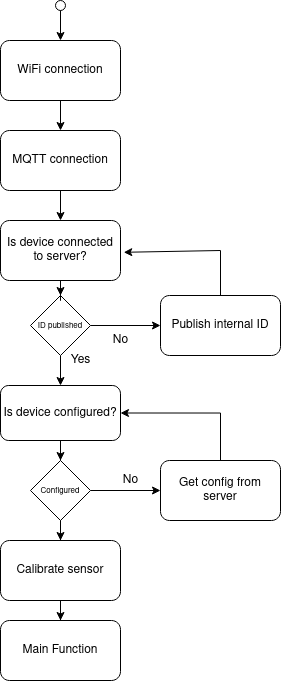 WiFi connection
MQTT connection
Is device connected
to server?
ID published
No
Publish internal ID
Yes
Is device configured?
Configured
No
Get config from
server
Calibrate sensor
Main Function